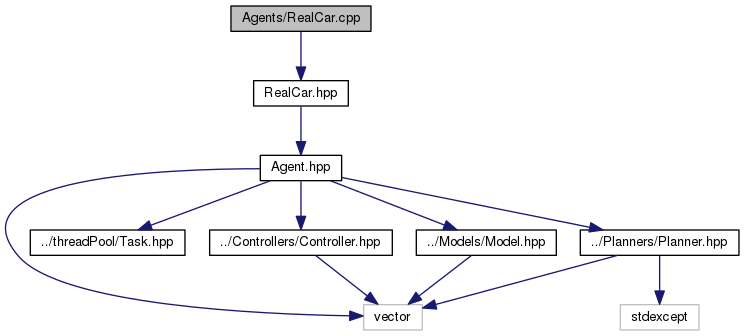 Agents/RealCar.cpp
RealCar.hpp
Agent.hpp
../threadPool/Task.hpp
../Controllers/Controller.hpp
../Models/Model.hpp
../Planners/Planner.hpp
vector
stdexcept